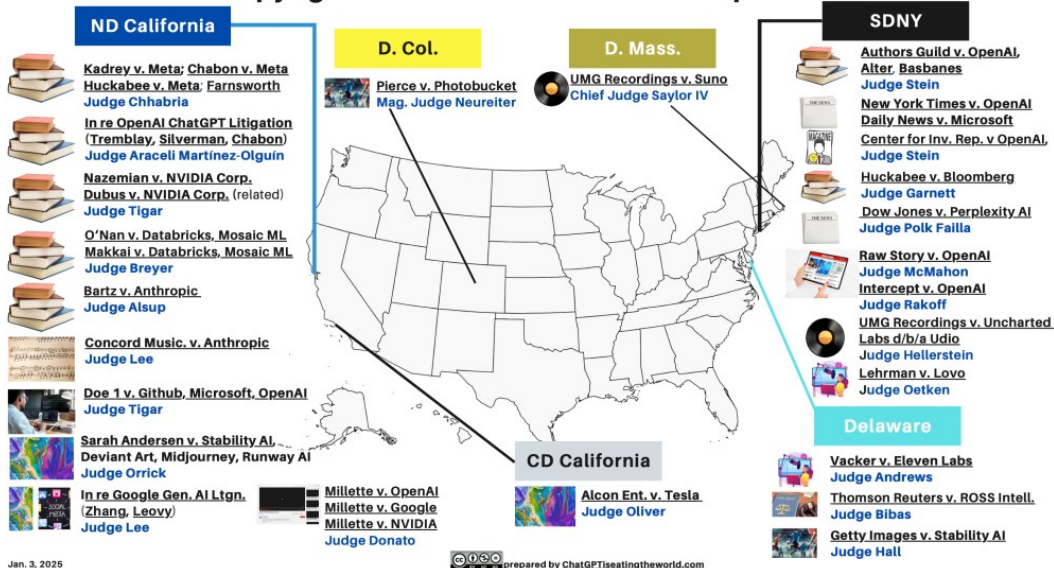 ND California
Kadrey v. Meta; Chabon v. Meta
Huckabee v. Meta; Farnsworth
Judge Chhabria
In re OpenAI ChatGPT Litigation
(Tremblay, Silverman, Chabon)
Judge Araceli Martínez-Olguín
Nazemian v. NVIDIA Corp.
Dubus v. NVIDIA Corp. (related)
Judge Tigar
O’Nan v. Databricks, Mosaic ML
Makkai v. Databricks, Mosaic ML
Judge Breyer
Bartz v. Anthropic
Judge Alsup
Concord Music. v. Anthropic
Judge Lee
Doe 1 v. Github, Microsoft, OpenAI
Judge Tigar
Sarah Andersen v. Stability AI,
Deviant Art, Midjourney, Runway AI
Judge Orrick
In re Google Gen. AI Ltgn.
(Zhang, Leovy)
Judge Lee
SOCIAL
Millette v. OpenAI
Millette v. Google
Millette v. NVIDIA
Judge Donato
D. Col.
Pierce v. Photobucket
Mag. Judge Neureiter
D. Mass.
UMG Recordings v. Suno
Chief Judge Saylor IV
CD California
Alcon Ent. v. Tesla
Judge Oliver
SDNY
Authors Guild v. OpenAI,
Alter, Basbanes
Judge Stein
THE NEWS
New York Times v. OpenAI
Daily News v. Microsoft
MAGAZINE
Center for Inv. Rep. v OpenAI,
Judge Stein
Huckabee v. Bloomberg
Judge Garnett
THE NEWS
Dow Jones v. Perplexity AI
Judge Polk Failla
Raw Story v. OpenAI
Judge McMahon
Intercept v. OpenAI
Judge Rakoff
UMG Recordings v. Uncharted
Labs d/b/a Udio
Judge Hellerstein
Lehrman v. Lovo
Judge Oetken
Delaware
Vacker v. Eleven Labs
Judge Andrews
Thomson Reuters v. ROSS Intell.
Judge Bibas
Getty Images v. Stability AI
Judge Hall
Jan. 3, 2025
prepared by ChatGPTiseatingtheworld.com